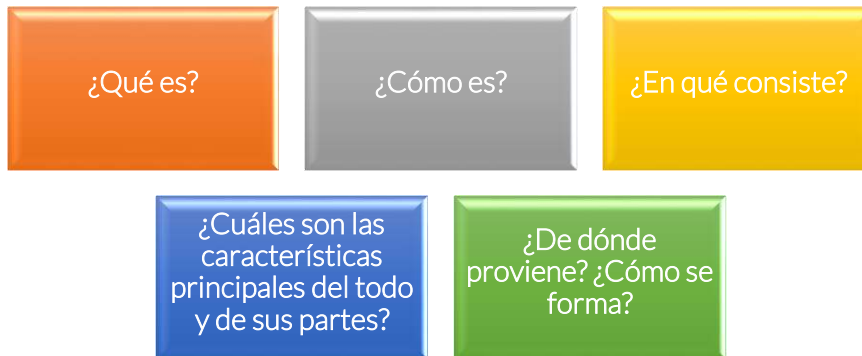 ¿Qué es?
¿Cómo es?
¿En qué consiste?
¿Cuáles son las
características
principales del todo
y de sus partes?
¿De dónde
proviene? ¿Cómo se
forma?